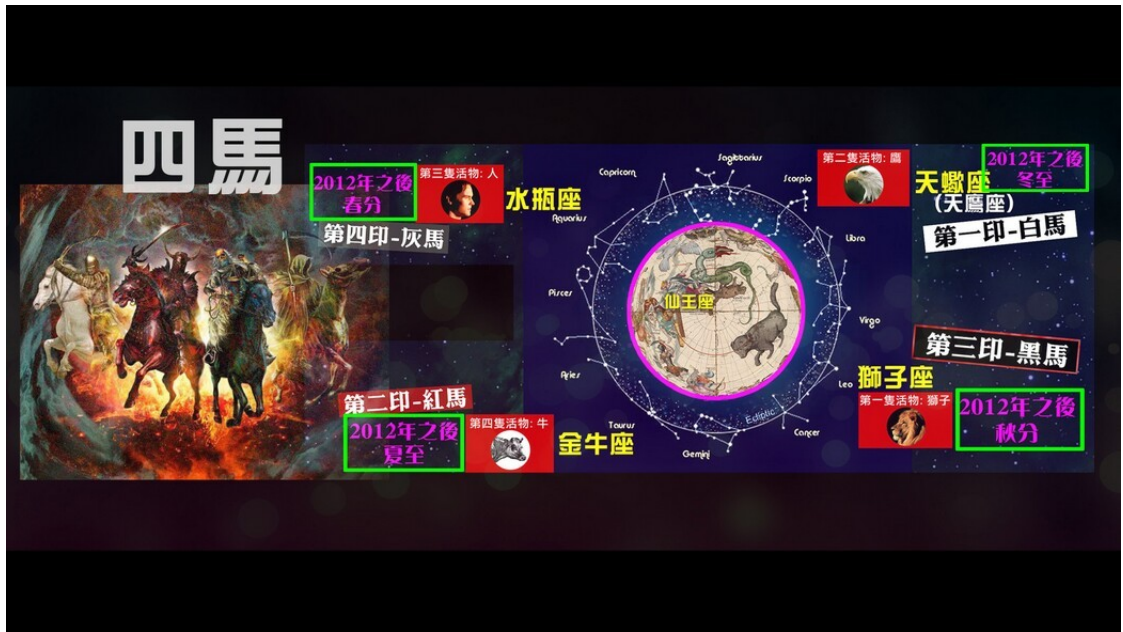 四馬
2012年之後
春分
第三隻活物: 人
水瓶座
第四印-灰馬
第二印-紅馬
2012年之後
夏至
第四隻活物: 牛
金牛座
Capricorn
Sagittarius
Scorpio
Aquarius
Libra
Pisces
Virgo
Aries
Leo
Taurus
Cancer
Gemini
Ecliptic
仙王座
第二隻活物: 鷹
天蠍座
(天鷹座)
2012年之後
冬至
第一印-白馬
第三印-黑馬
獅子座
第一隻活物: 獅子
2012年之後
秋分